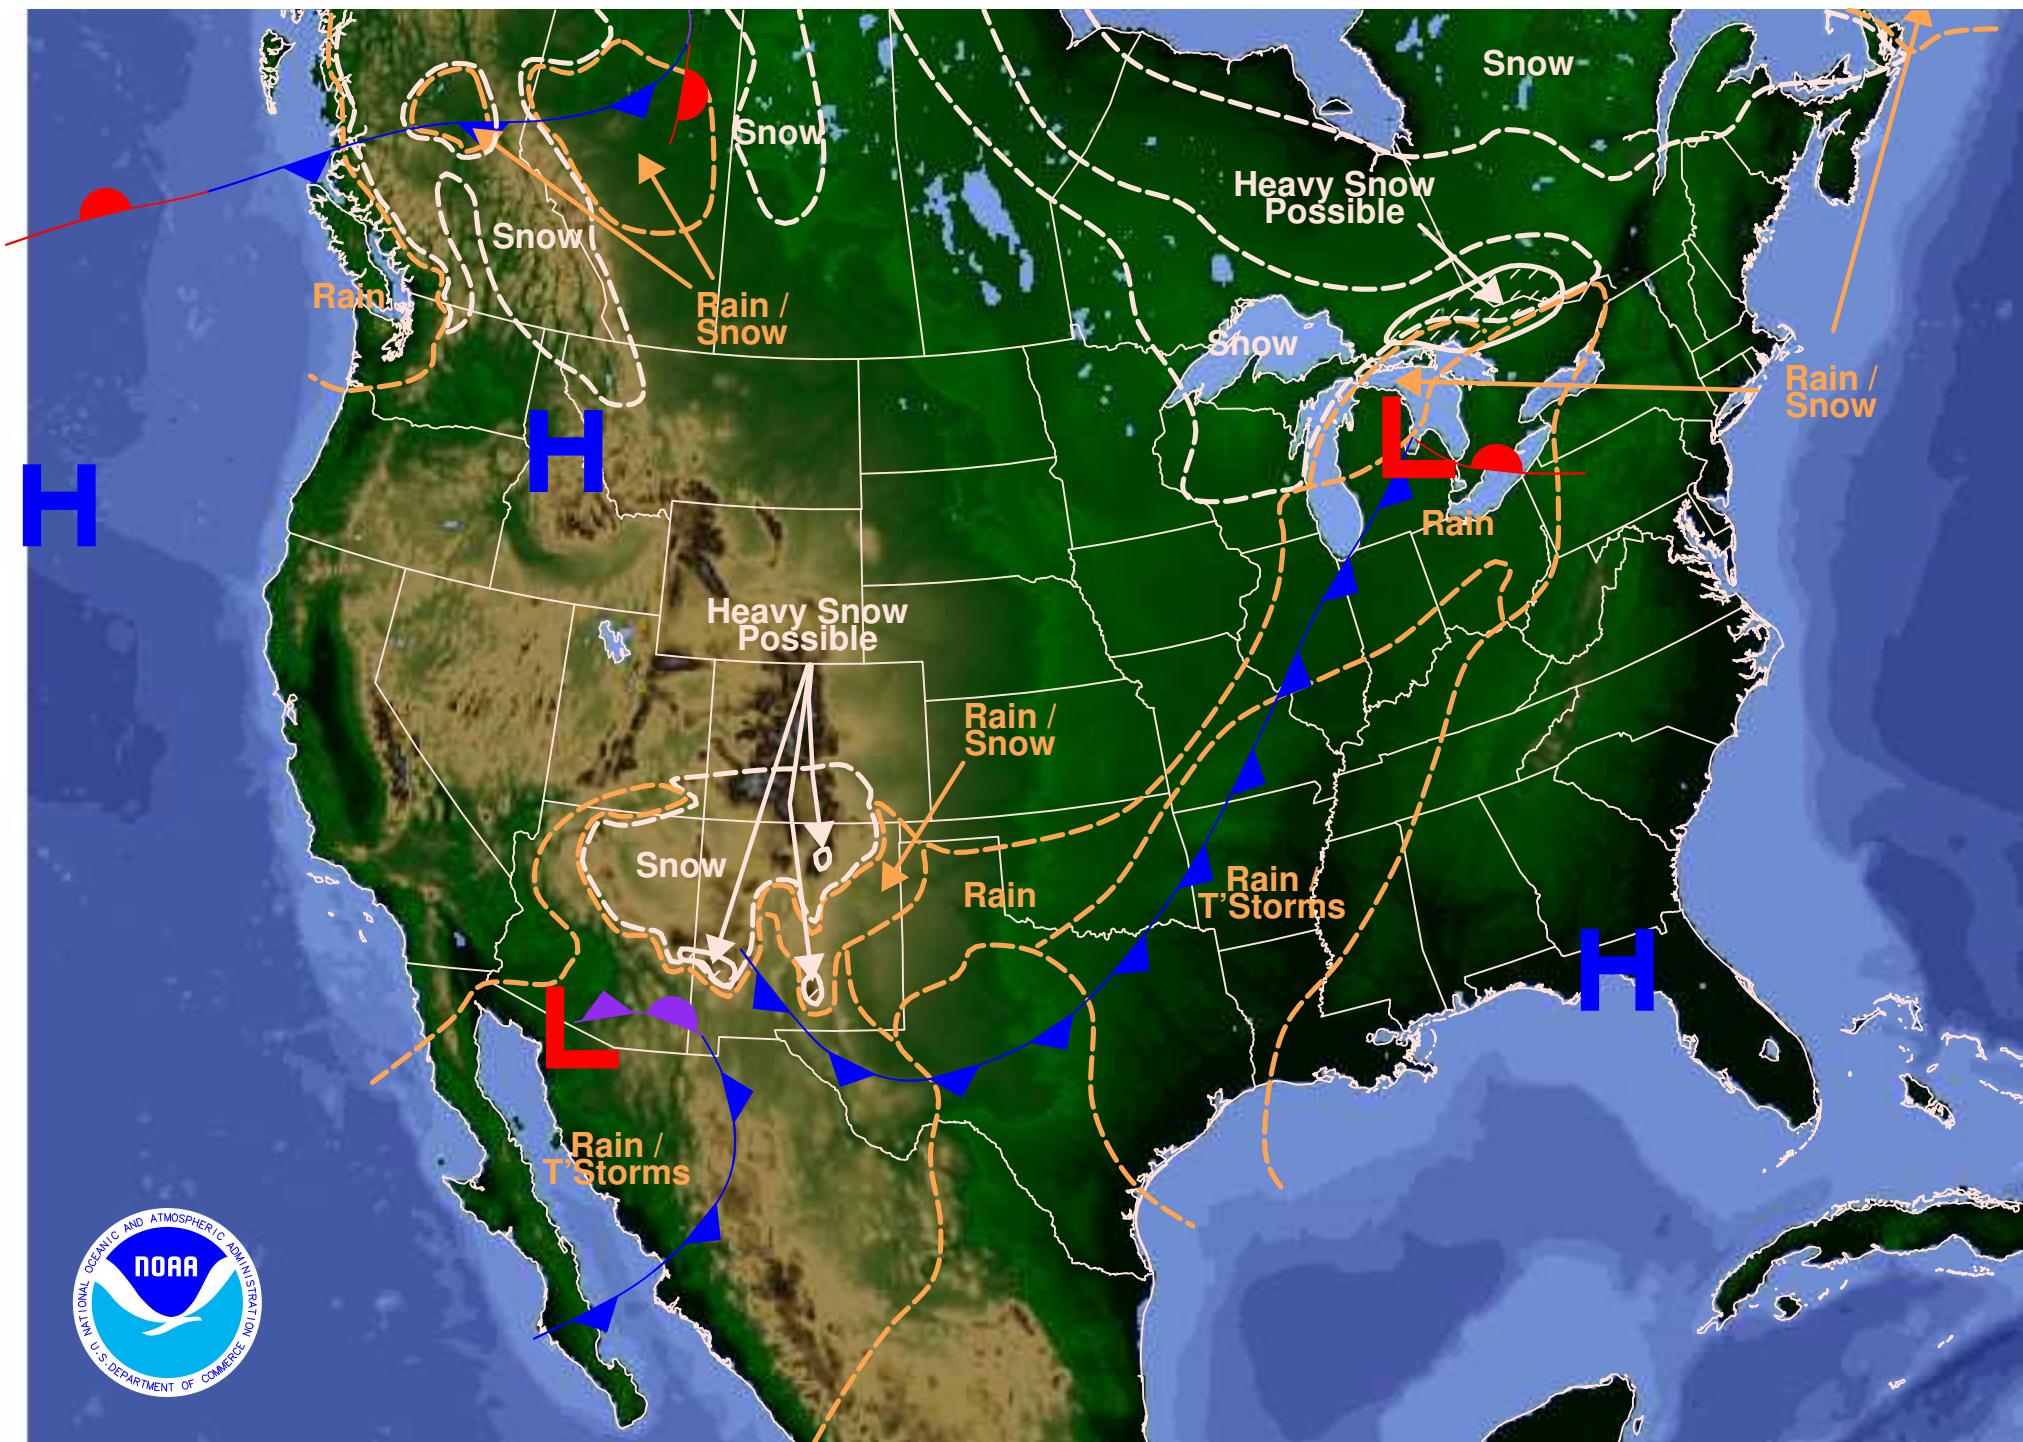 Snow
Snow
Heavy Snow
Possible
Snow
Rain
Rain /
Snow
Snow
Rain /
Snow
H
L
H
Rain
Heavy Snow
Possible
Rain /
Snow
Snow
Rain
Rain /
T'Storms
H
L
Rain /
T'Storms
NATIONAL OCEANIC AND ATMOSPHERIC ADMINISTRATION
NOAA
U.S. DEPARTMENT OF COMMERCE